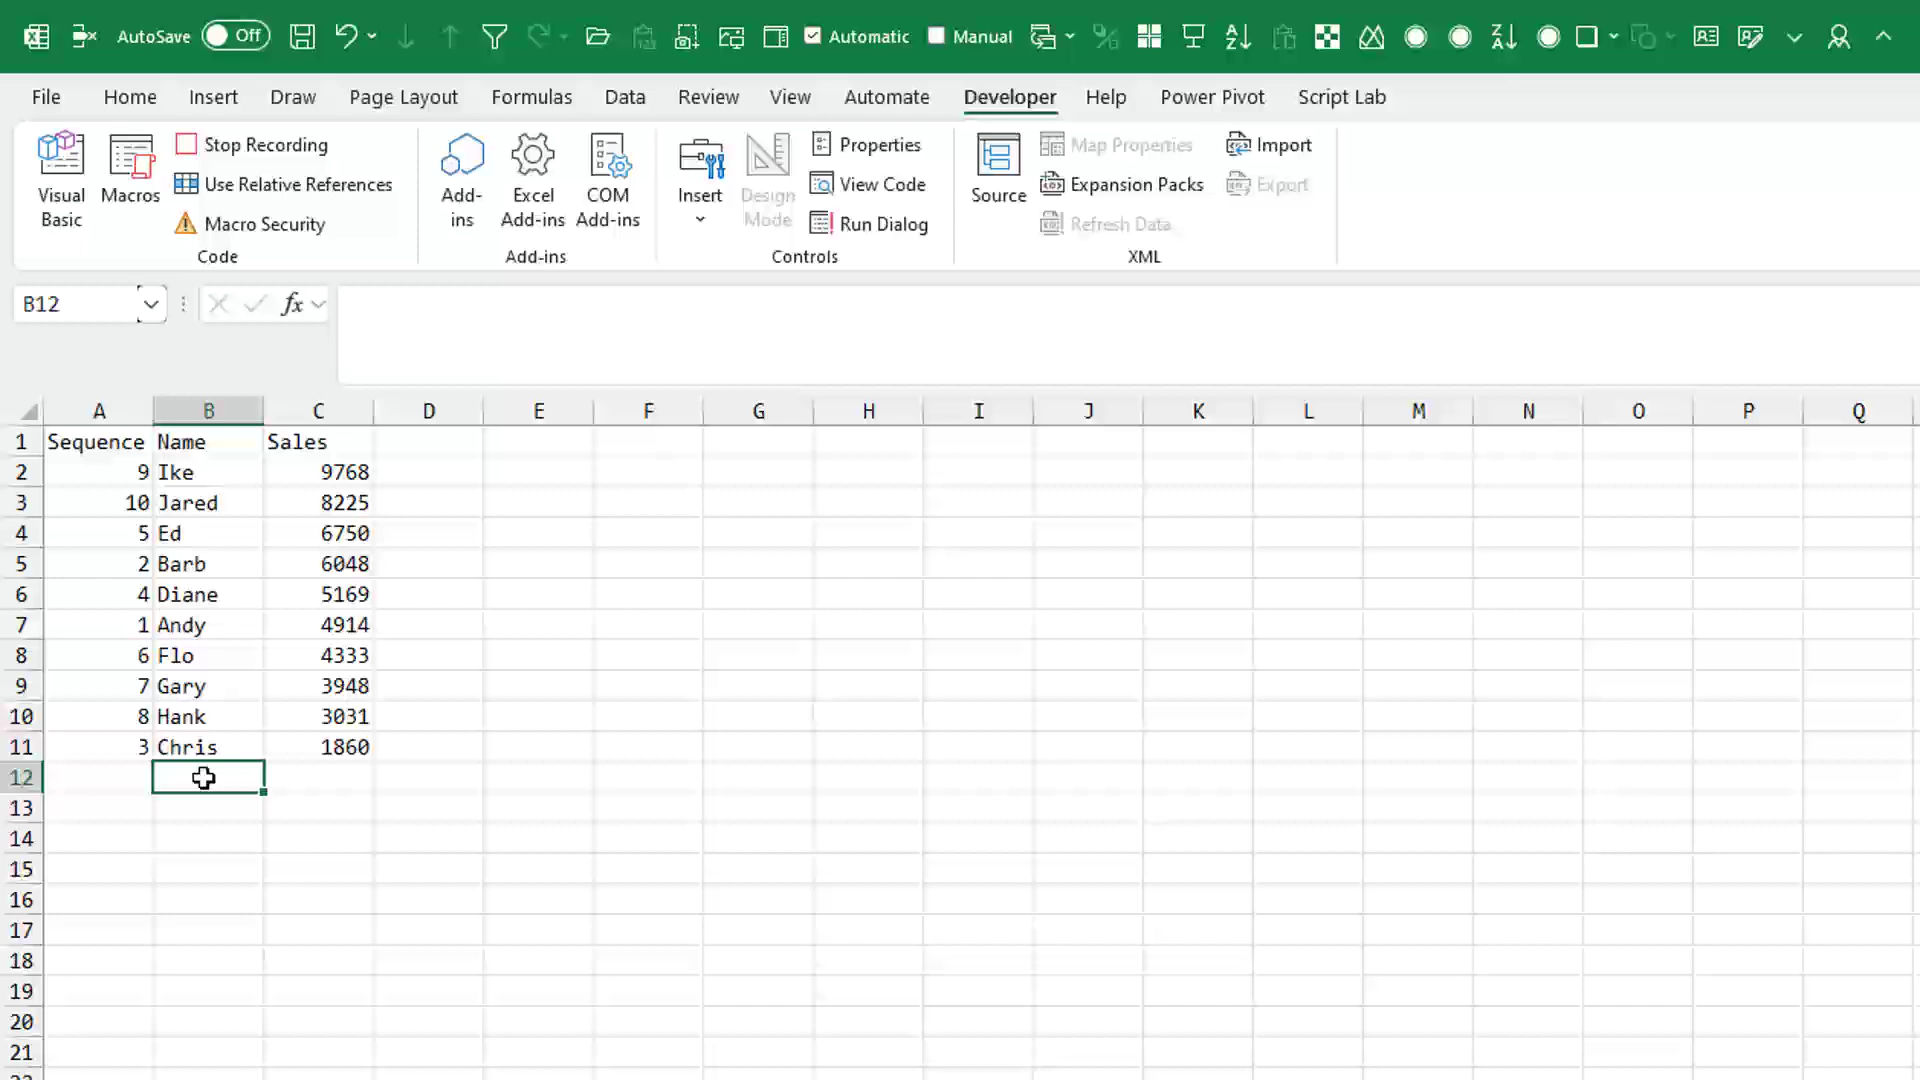 AutoSave Off Automatic Manual
File Home Insert Draw Page Layout Formulas Data Review View Automate Developer Help Power Pivot Script Lab
Visual Basic
Macros
Stop Recording
Use Relative References
Macro Security
Code
Add-ins
Excel Add-ins
COM Add-ins
Add-ins
Insert
Design Mode
Properties
View Code
Run Dialog
Controls
Source
Map Properties
Expansion Packs
Refresh Data
Import
Export
XML
B12 fx
A B C D E F G H I J K L M N O P Q
1 Sequence Name Sales
2 9 Ike 9768
3 10 Jared 8225
4 5 Ed 6750
5 2 Barb 6048
6 4 Diane 5169
7 1 Andy 4914
8 6 Flo 4333
9 7 Gary 3948
10 8 Hank 3031
11 3 Chris 1860
12
13
14
15
16
17
18
19
20
21